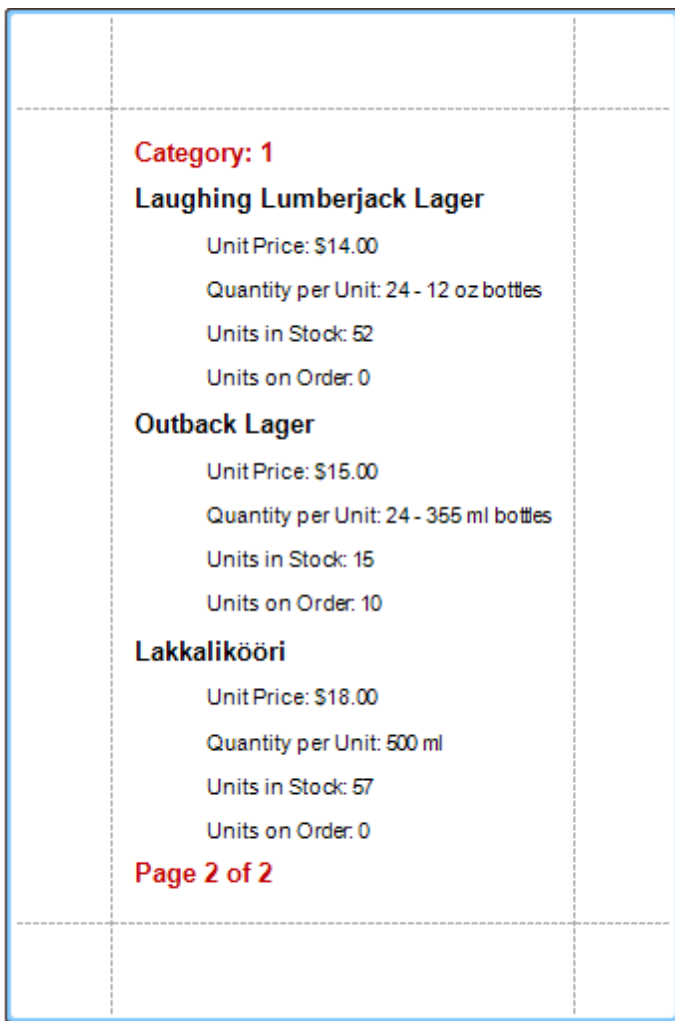 Category: 1
Laughing Lumberjack Lager
Unit Price: $14.00
Quantity per Unit: 24 - 12 oz bottles
Units in Stock: 52
Units on Order: 0
Outback Lager
Unit Price: $15.00
Quantity per Unit: 24 - 355 ml bottles
Units in Stock: 15
Units on Order: 10
Lakkalikööri
Unit Price: $18.00
Quantity per Unit: 500 ml
Units in Stock: 57
Units on Order: 0
Page 2 of 2